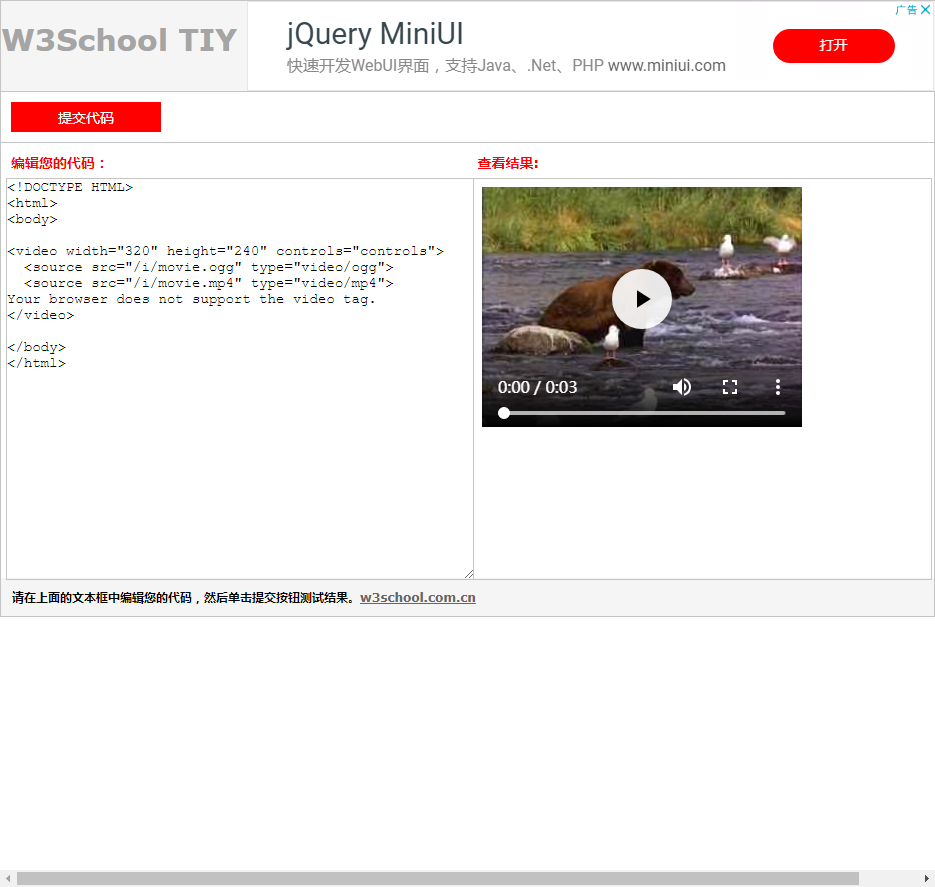 W3School TIY
广告
jQuery MiniUI
快速开发WebUI界面，支持Java、.Net、PHP www.miniui.com
打开
提交代码
编辑您的代码：
查看结果:
<!DOCTYPE HTML>
<html>
<body>
<video width="320" height="240" controls="controls">
  <source src="/i/movie.ogg" type="video/ogg">
  <source src="/i/movie.mp4" type="video/mp4">
Your browser does not support the video tag.
</video>
</body>
</html>
0:00 / 0:03
请在上面的文本框中编辑您的代码，然后单击提交按钮测试结果。w3school.com.cn